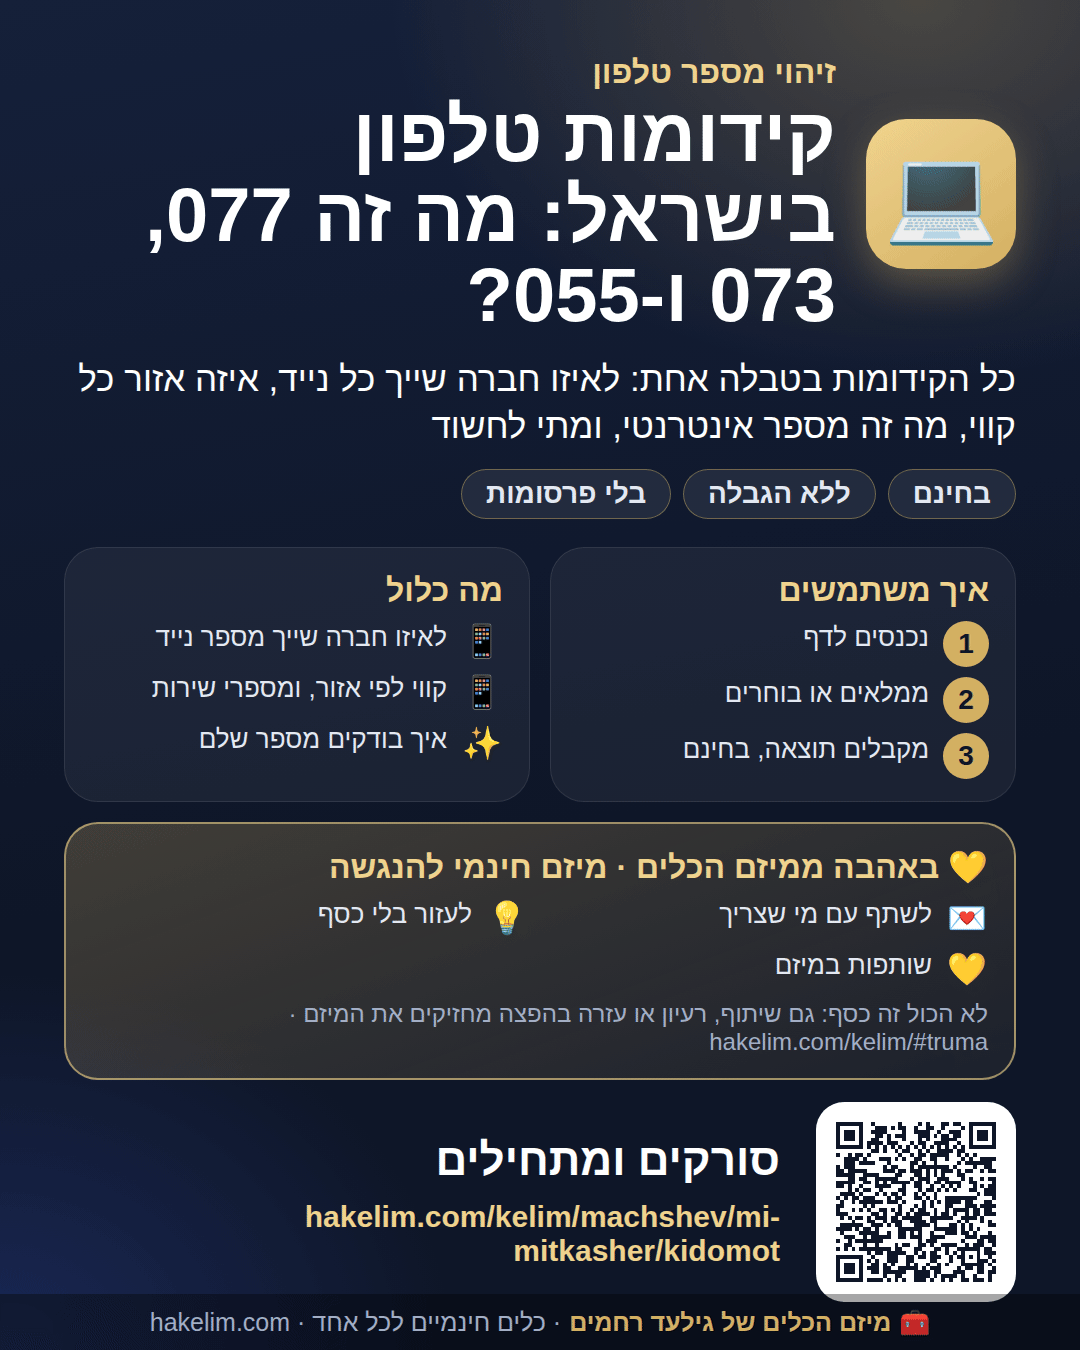 זיהוי מספר טלפון
קידומות טלפון
בישראל: מה זה 077,
073 ו-055?
כל הקידומות בטבלה אחת: לאיזו חברה שייך כל נייד, איזה אזור כל
קווי, מה זה מספר אינטרנטי, ומתי לחשוד
בחינם
ללא הגבלה
בלי פרסומות
איך משתמשים
1 נכנסים לדף
2 ממלאים או בוחרים
3 מקבלים תוצאה, בחינם
מה כלול
לאיזו חברה שייך מספר נייד
קווי לפי אזור, ומספרי שירות
איך בודקים מספר שלם
באהבה ממיזם הכלים · מיזם חינמי להנגשה
לשתף עם מי שצריך
לעזור בלי כסף
שותפות במיזם
לא הכול זה כסף: גם שיתוף, רעיון או עזרה בהפצה מחזיקים את המיזם ·
hakelim.com/kelim/#truma
סורקים ומתחילים
hakelim.com/kelim/machshev/mi-
mitkasher/kidomot
מיזם הכלים של גילעד רחמים · כלים חינמיים לכל אחד · hakelim.com